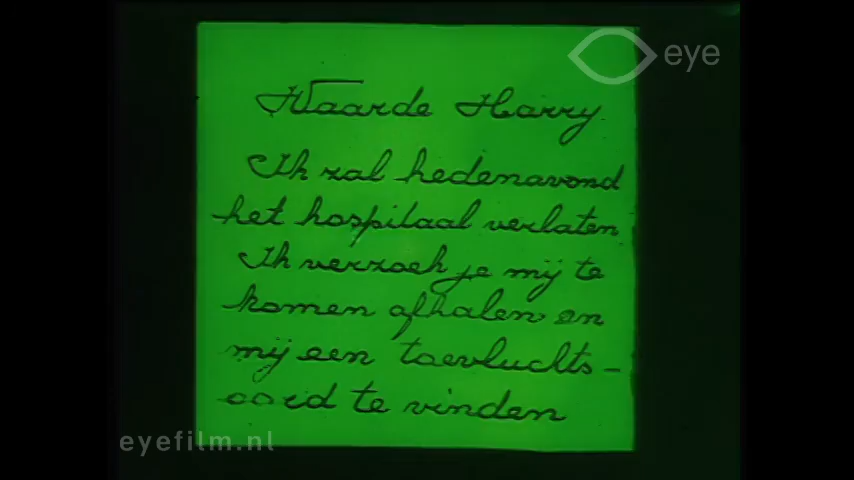 eye
Waarde Harry
Ik zal hedenavond
het hospitaal verlaten
Ik verzoek je mij te
komen afhalen en
mij een toevluchts-
oord te vinden
eyefilm.nl